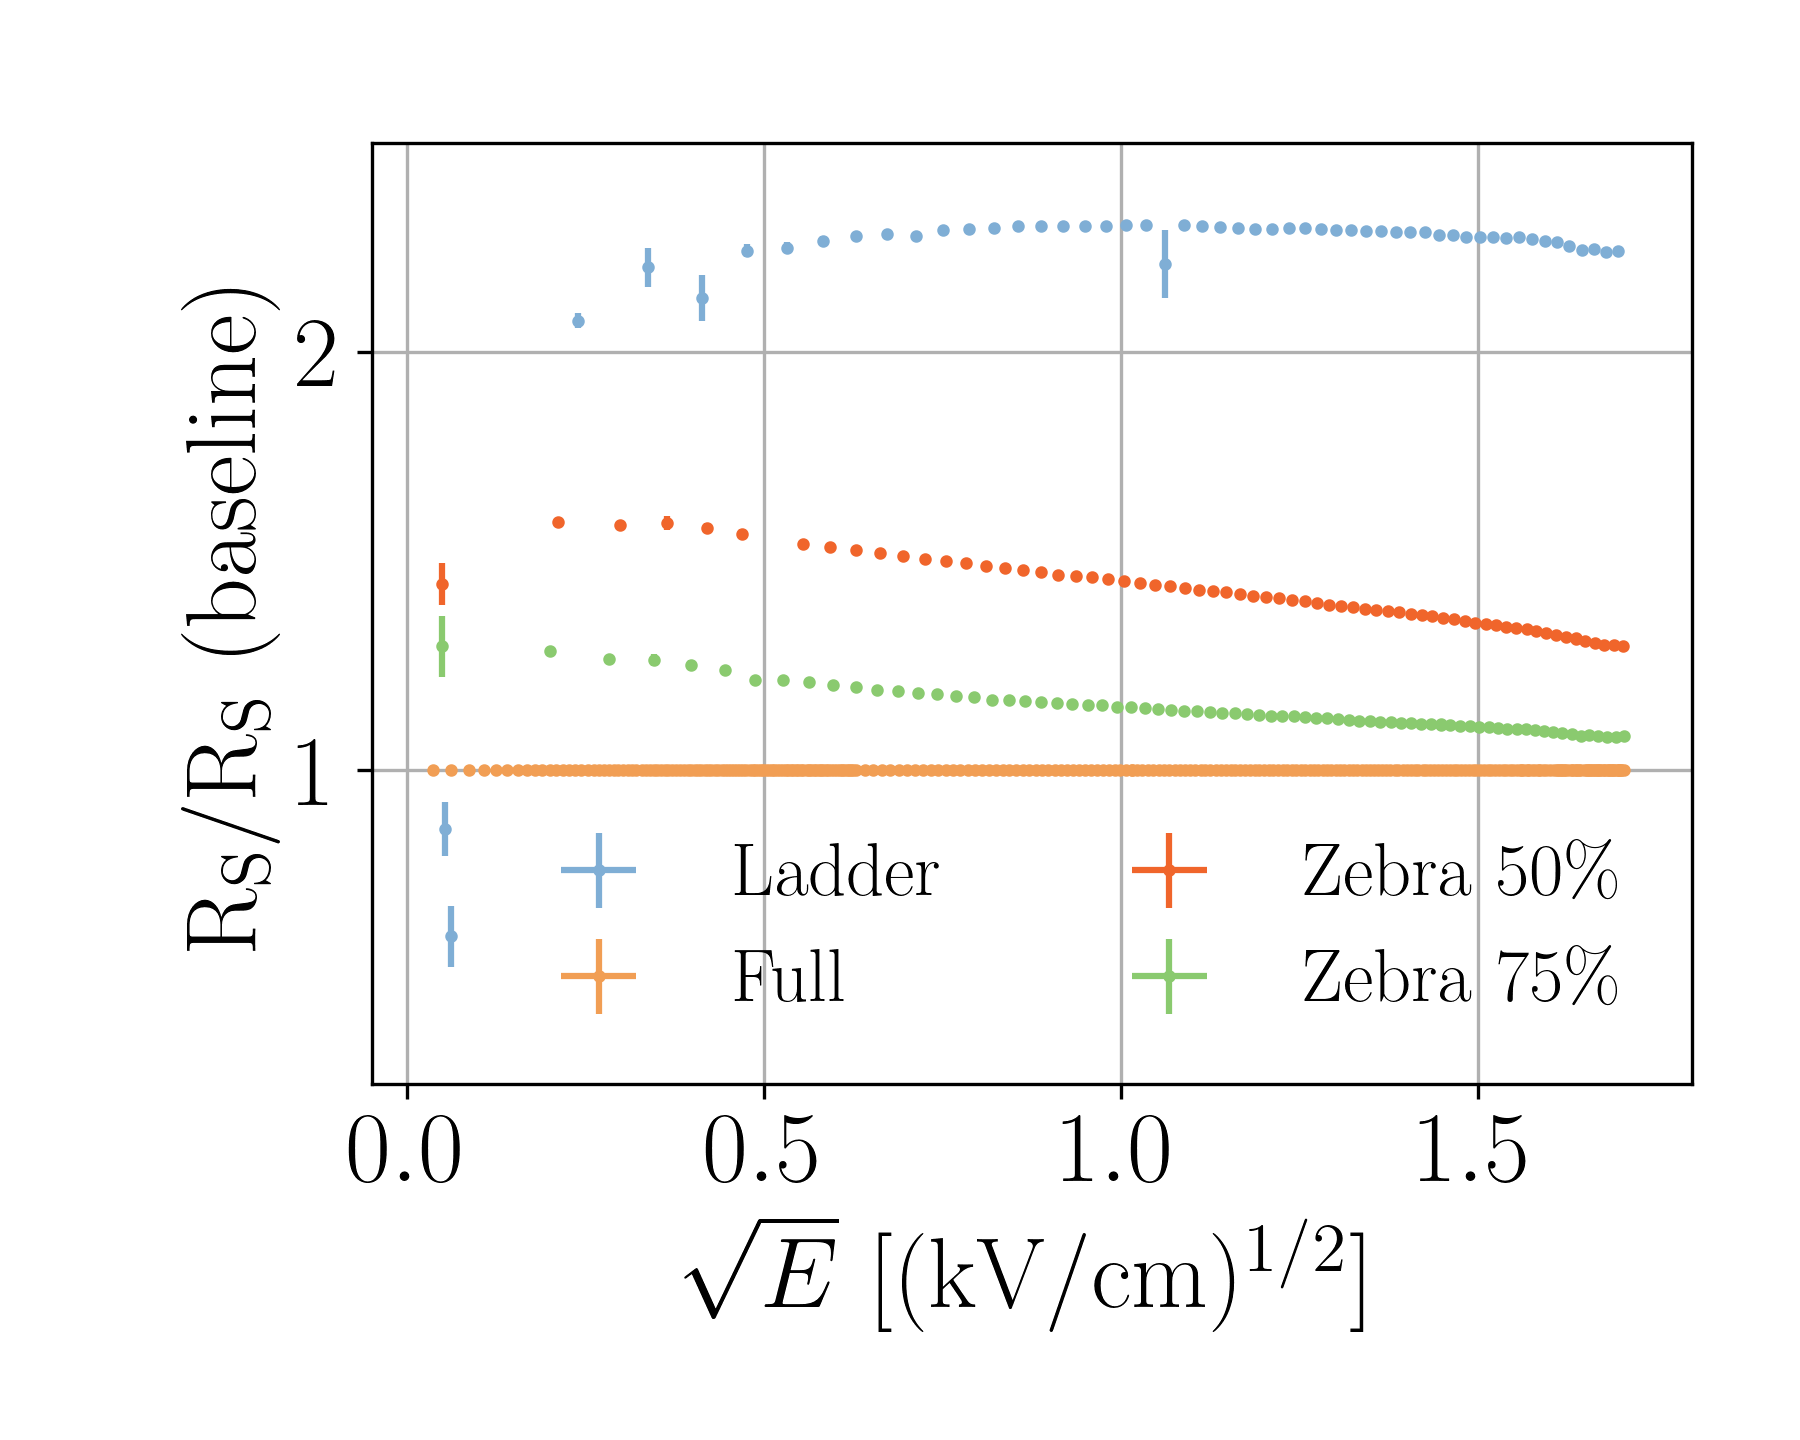 Rs/Rs (baseline)
2
1
Ladder
Full
Zebra 50%
Zebra 75%
0.0 0.5 1.0 1.5
√E [(kV/cm)^{1/2}]